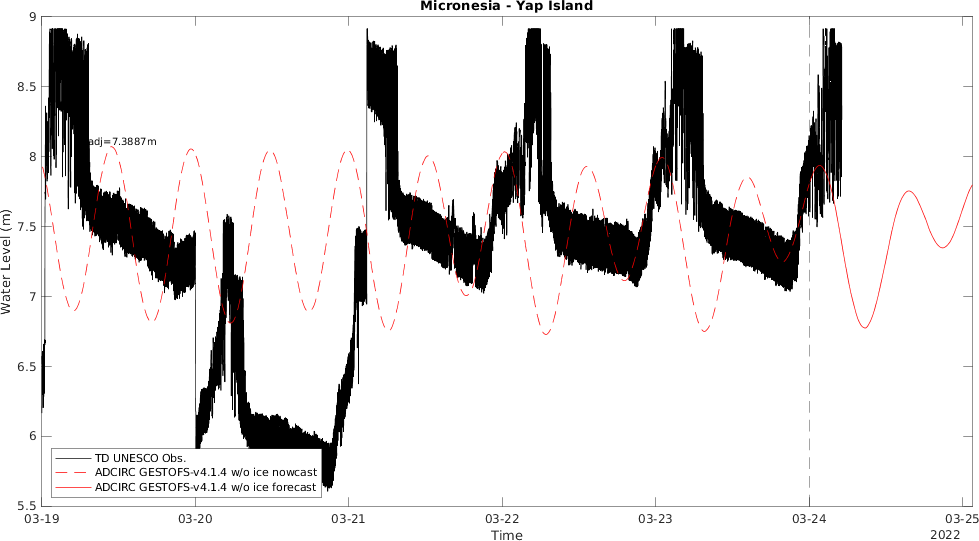 Micronesia - Yap Island
9
8.5
8
7.5
7
6.5
6
5.5
Water Level (m)
adj=7.3887m
TD UNESCO Obs.
ADCIRC GESTOFS-v4.1.4 w/o ice nowcast
ADCIRC GESTOFS-v4.1.4 w/o ice forecast
03-19 03-20 03-21 03-22 03-23 03-24 03-25
Time
2022